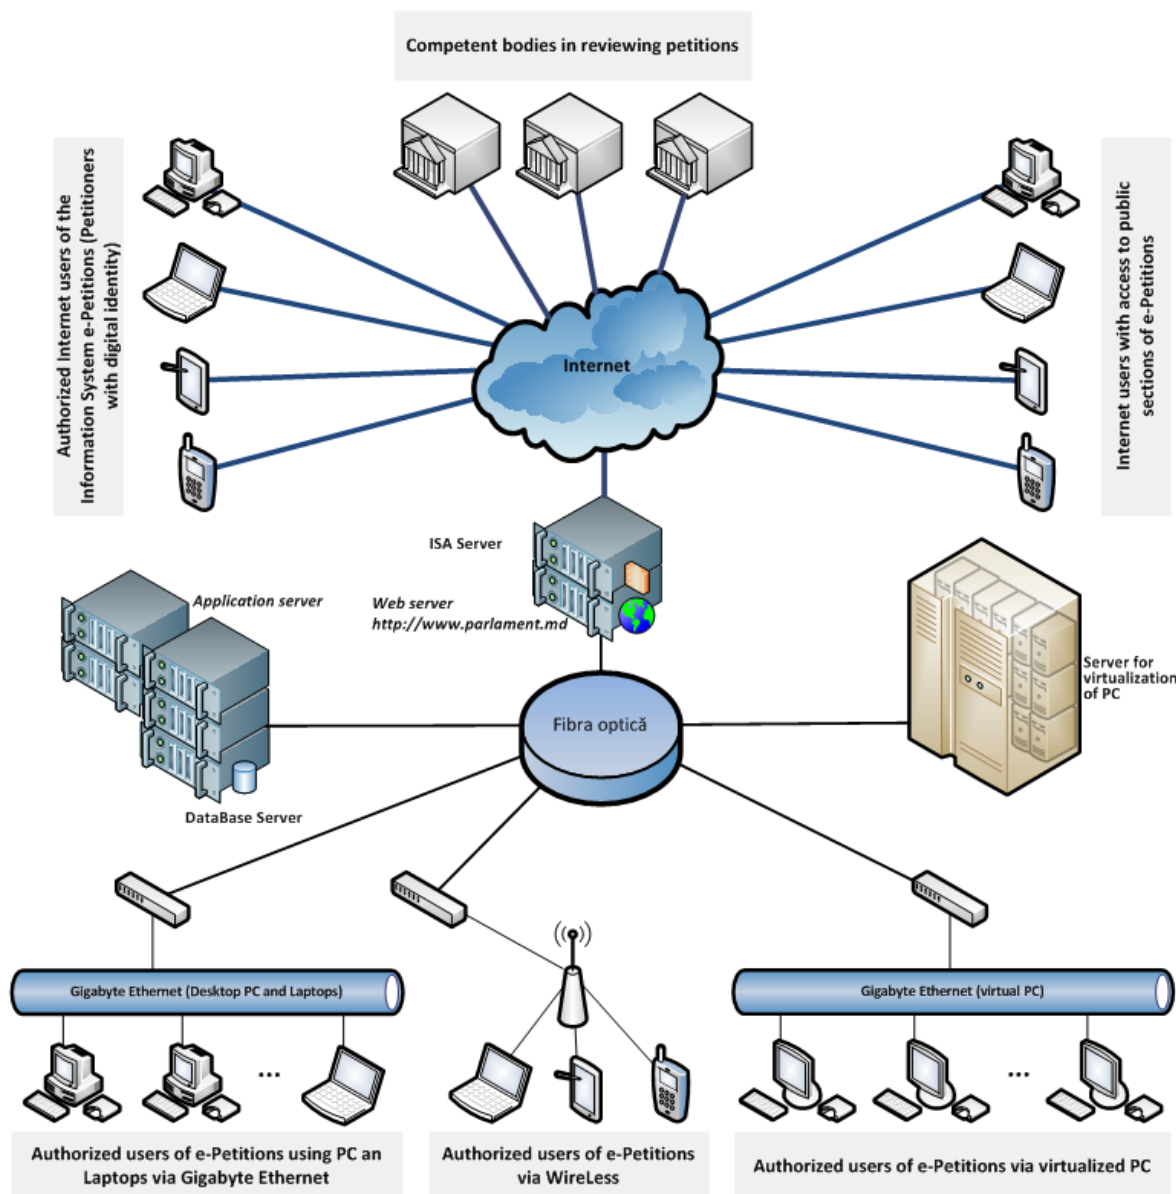 Competent bodies in reviewing petitions
Authorized Internet users of the
Information System e-Petitions (Petitioners
with digital identity)
Internet users with access to public
sections of e-Petitions
Internet
ISA Server
Application server
Web server
http://www.parlament.md
Server for
virtualization
of PC
Fibra optică
DataBase Server
Gigabyte Ethernet (Desktop PC and Laptops)
Gigabyte Ethernet (virtual PC)
...
...
Authorized users of e-Petitions using PC an
Laptops via Gigabyte Ethernet
Authorized users of e-Petitions
via WireLess
Authorized users of e-Petitions via virtualized PC